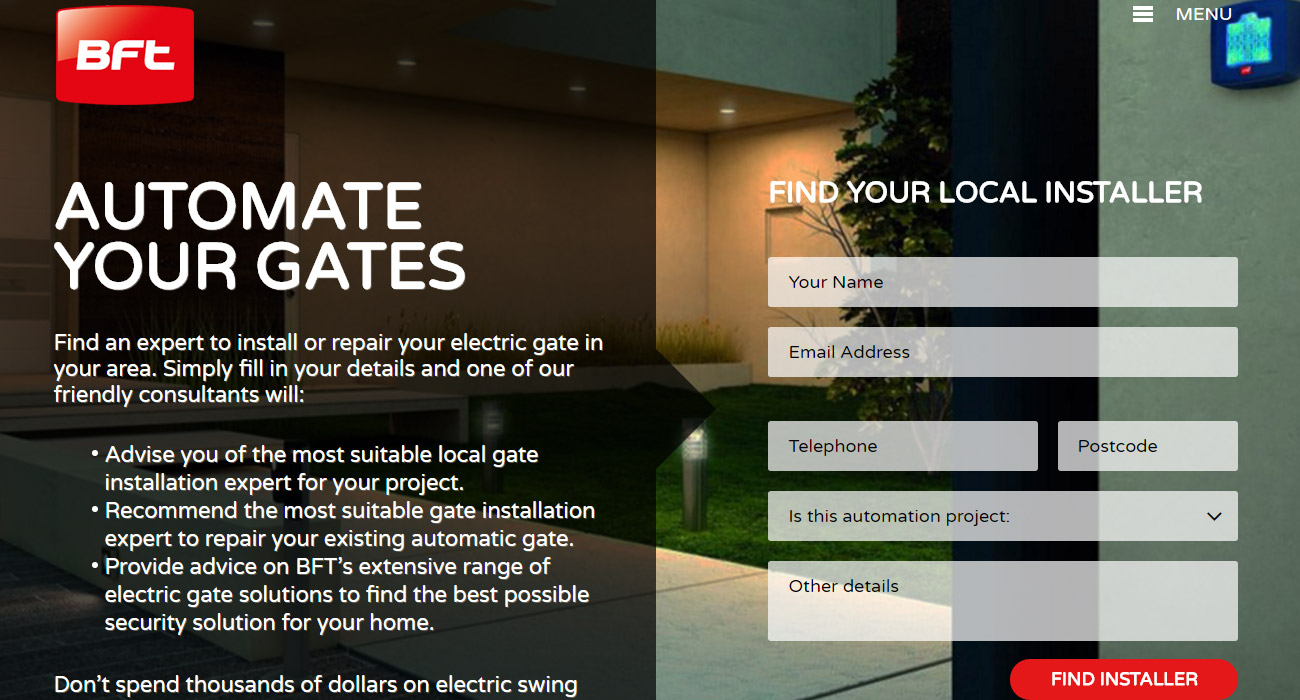 BFt
MENU
AUTOMATE
YOUR GATES
Find an expert to install or repair your electric gate in
your area. Simply fill in your details and one of our
friendly consultants will:
• Advise you of the most suitable local gate
installation expert for your project.
• Recommend the most suitable gate installation
expert to repair your existing automatic gate.
• Provide advice on BFT’s extensive range of
electric gate solutions to find the best possible
security solution for your home.
Don’t spend thousands of dollars on electric swing
FIND YOUR LOCAL INSTALLER
Your Name
Email Address
Telephone
Postcode
Is this automation project:
Other details
FIND INSTALLER